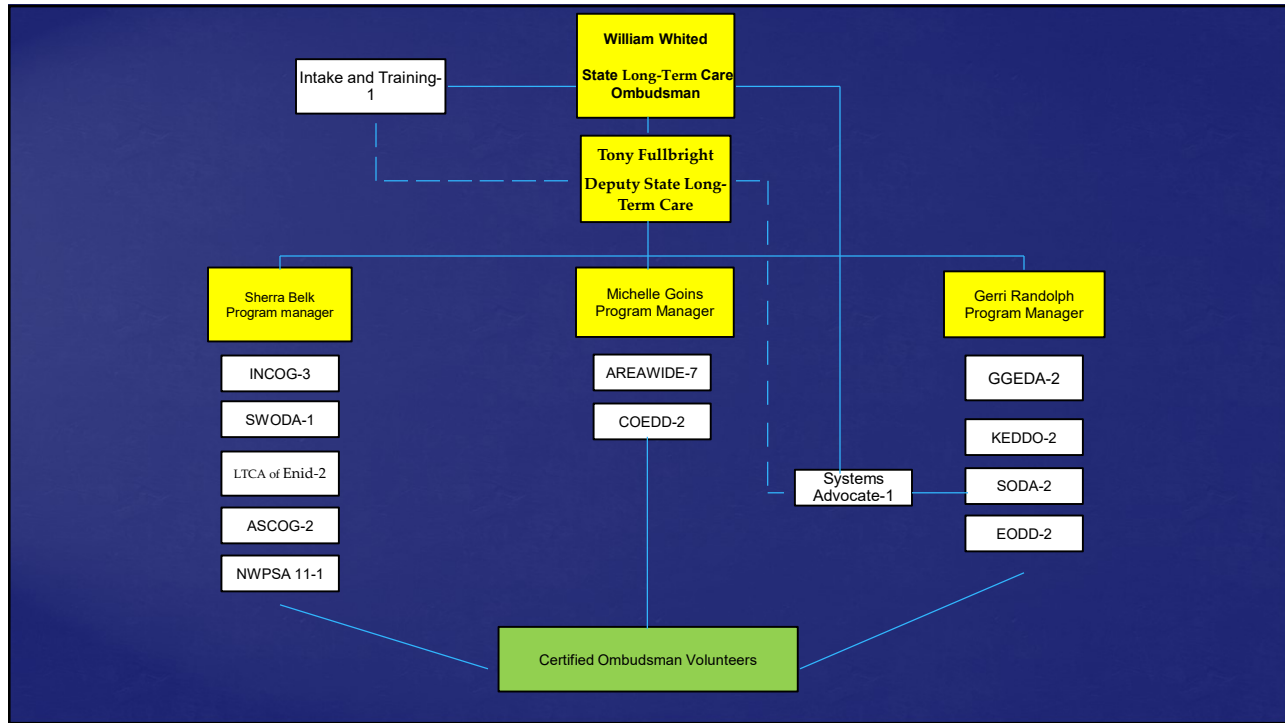 William Whited
State Long-Term Care
Ombudsman
Intake and Training-
1
Tony Fullbright
Deputy State Long-
Term Care
Sherra Belk
Program manager
Michelle Goins
Program Manager
Gerri Randolph
Program Manager
INCOG-3
SWODA-1
LTCA of Enid-2
ASCOG-2
NWPSA 11-1
AREAWIDE-7
COEDD-2
GGEDA-2
KEDDO-2
SODA-2
EODD-2
Systems
Advocate-1
Certified Ombudsman Volunteers